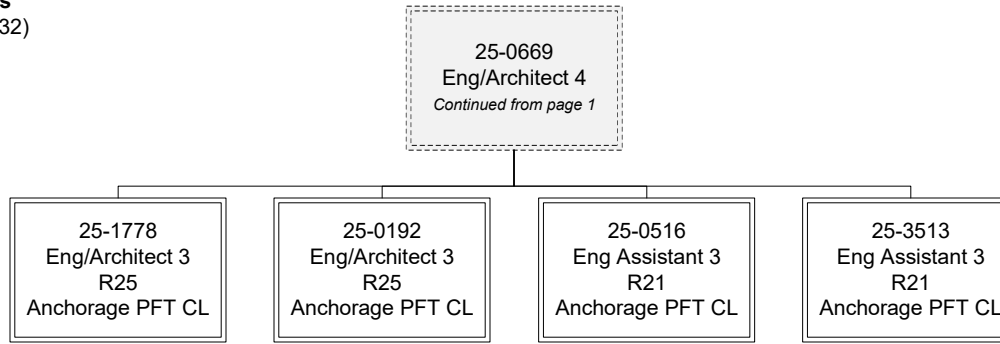 s
32)
25-0669
Eng/Architect 4
Continued from page 1
25-1778
Eng/Architect 3
R25
Anchorage PFT CL
25-0192
Eng/Architect 3
R25
Anchorage PFT CL
25-0516
Eng Assistant 3
R21
Anchorage PFT CL
25-3513
Eng Assistant 3
R21
Anchorage PFT CL